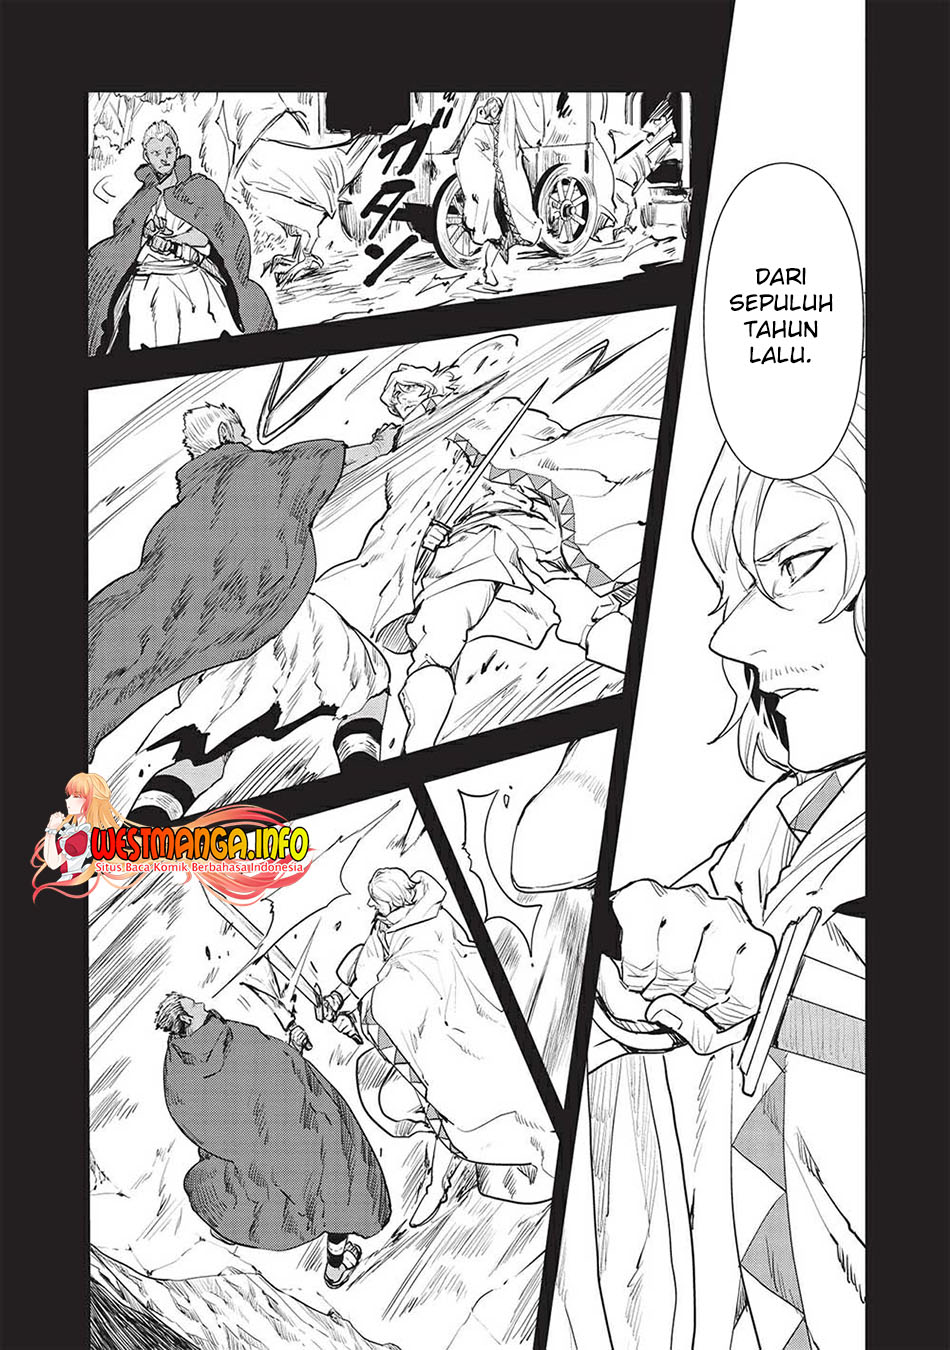 DARI
SEPULUH
TAHUN
LALU.
ガタン
WESTMANGA.INFO
Situs Baca Komik Berbahasa Indonesia